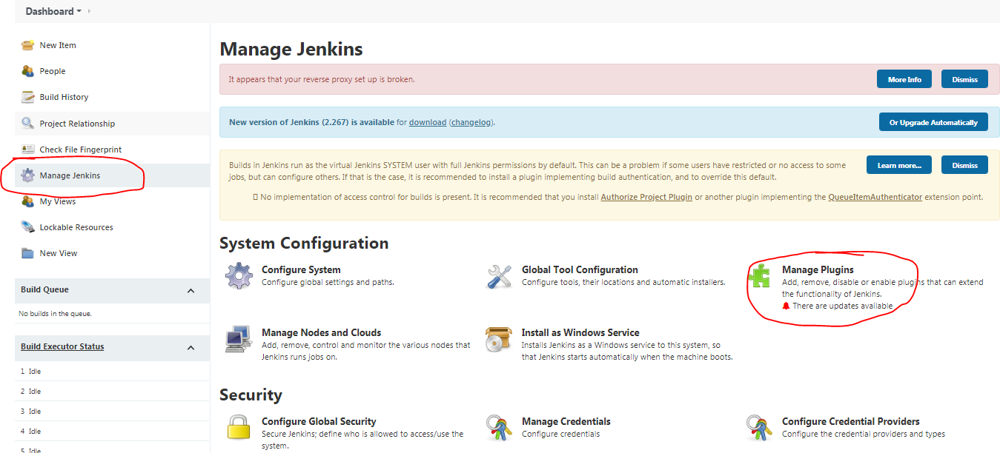 Dashboard
New Item
People
Build History
Project Relationship
Check File Fingerprint
Manage Jenkins
My Views
Lockable Resources
New View
Build Queue
No builds in the queue.
Build Executor Status
1 Idle
2 Idle
3 Idle
4 Idle
5 Idle
Manage Jenkins
It appears that your reverse proxy set up is broken.
More Info
Dismiss
New version of Jenkins (2.267) is available for download (changelog).
Or Upgrade Automatically
Builds in Jenkins run as the virtual Jenkins SYSTEM user with full Jenkins permissions by default. This can be a problem if some users have restricted or no access to some
jobs, but can configure others. If that is the case, it is recommended to install a plugin implementing build authentication, and to override this default.
Learn more...
Dismiss
No implementation of access control for builds is present. It is recommended that you install Authorize Project Plugin or another plugin implementing the QueueItemAuthenticator extension point.
System Configuration
Configure System
Configure global settings and paths.
Global Tool Configuration
Configure tools, their locations and automatic installers.
Manage Plugins
Add, remove, disable or enable plugins that can extend
the functionality of Jenkins.
There are updates available
Manage Nodes and Clouds
Add, remove, control and monitor the various nodes that
Jenkins runs jobs on.
Install as Windows Service
Installs Jenkins as a Windows service to this system, so
that Jenkins starts automatically when the machine boots.
Security
Configure Global Security
Secure Jenkins; define who is allowed to access/use the
system.
Manage Credentials
Configure credentials
Configure Credential Providers
Configure the credential providers and types